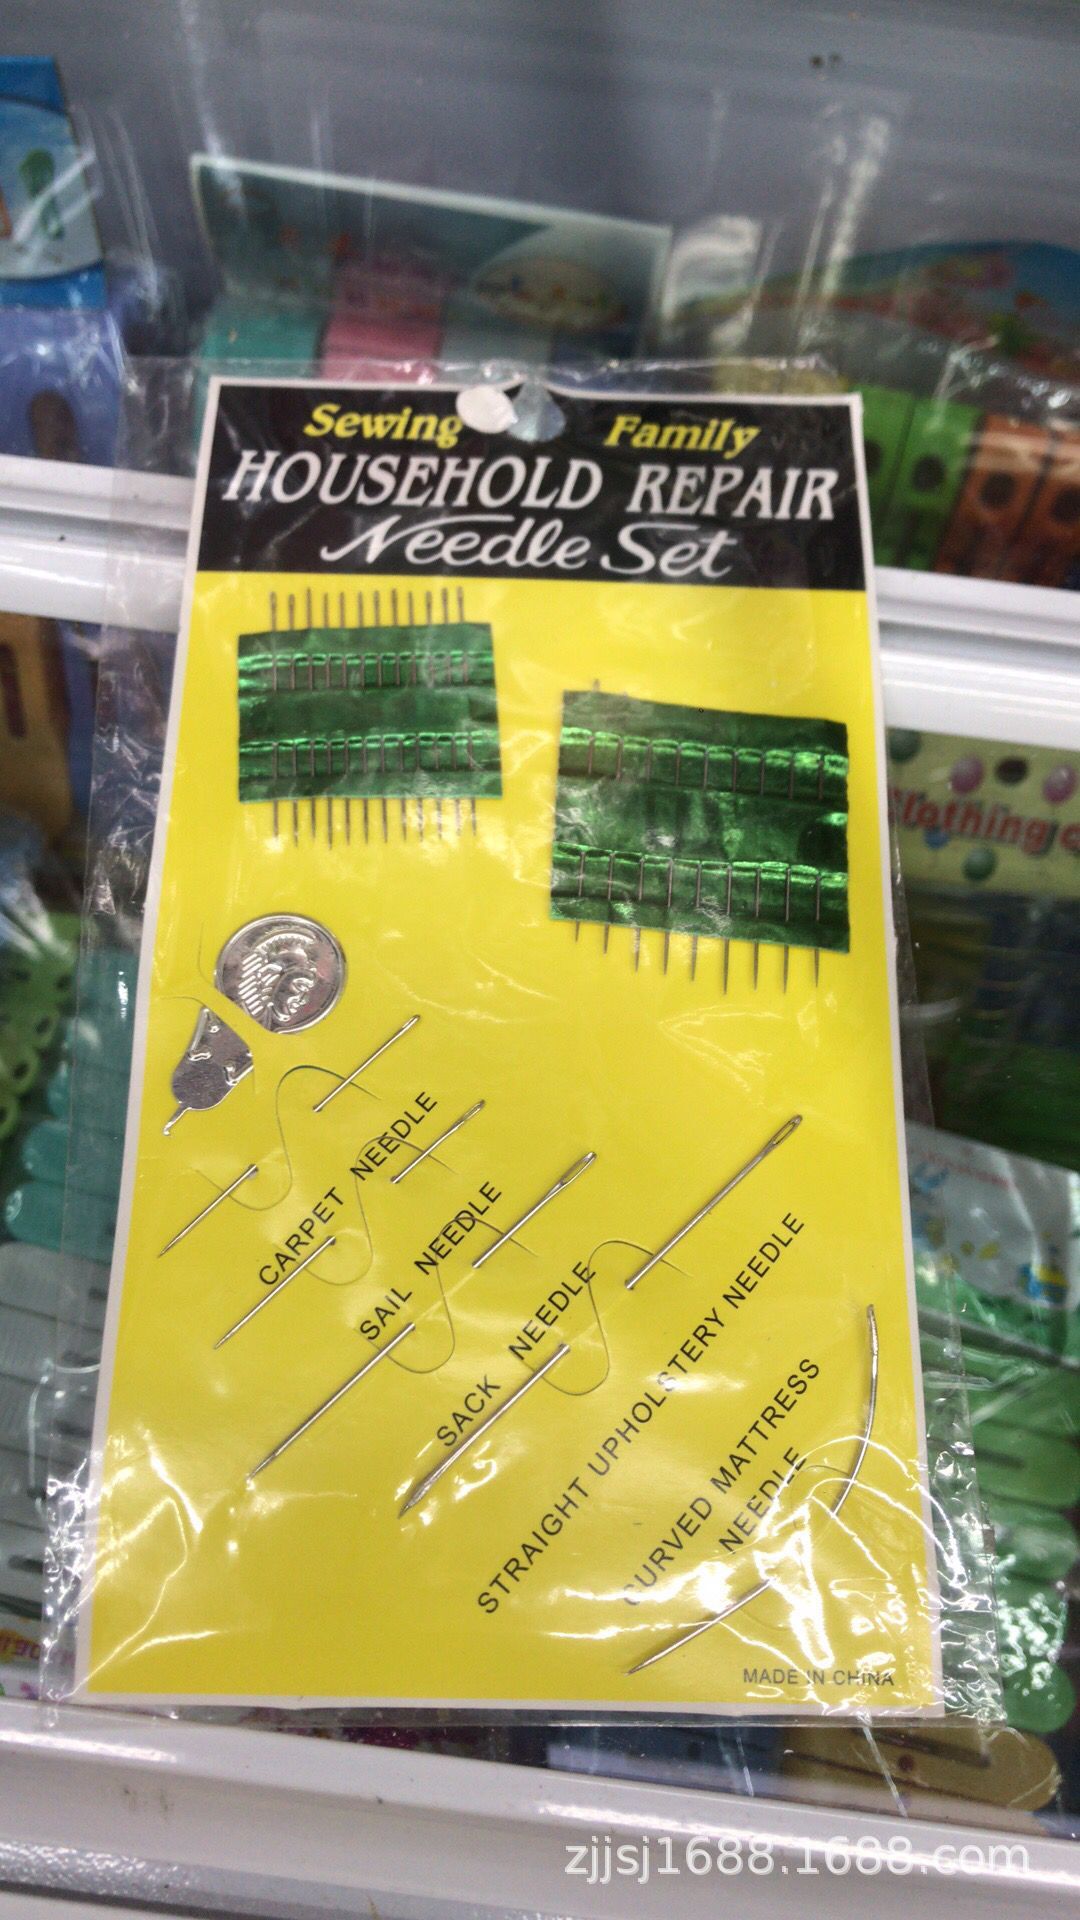 Sewing Family
HOUSEHOLD REPAIR
Needle Set
Clothing
CARPET NEEDLE
SAIL NEEDLE
SACK NEEDLE
STRAIGHT UPHOLSTERY NEEDLE
CURVED MATTRESS
NEEDLE
MADE IN CHINA
zjjsj1688.1688.com